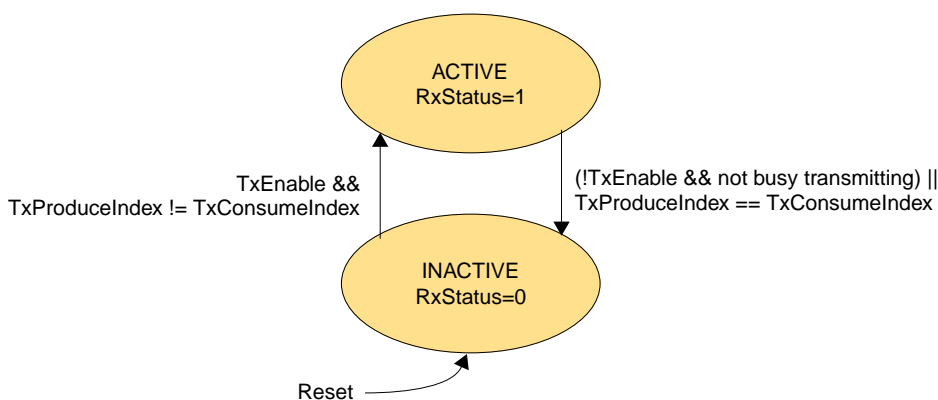 ACTIVE
RxStatus=1
TxEnable &&
TxProduceIndex != TxConsumeIndex
(!TxEnable && not busy transmitting) ||
TxProduceIndex == TxConsumeIndex
INACTIVE
RxStatus=0
Reset